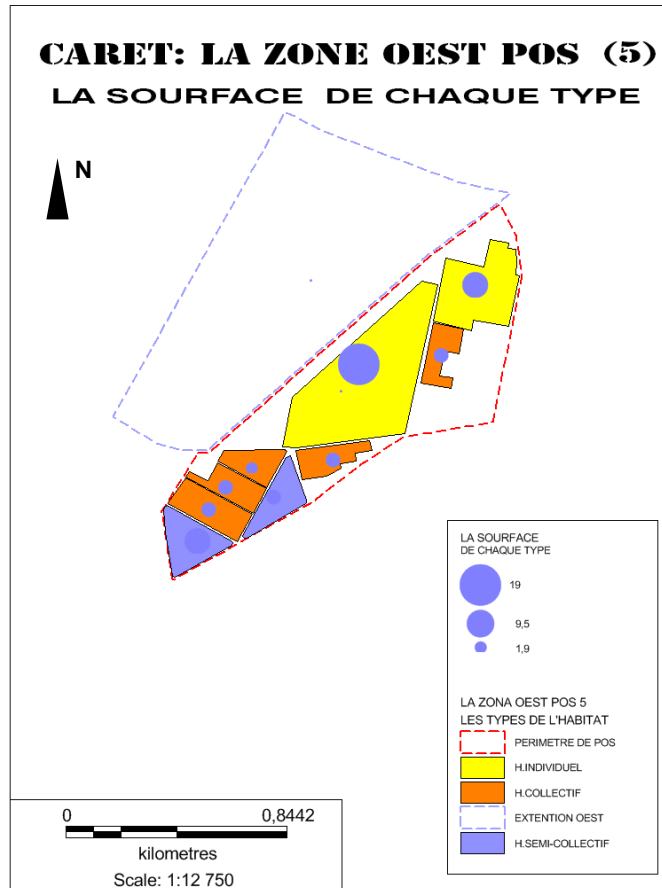 CARET: LA ZONE OEST POS (5)
LA SOURFACE DE CHAQUE TYPE
N
LA SOURFACE
DE CHAQUE TYPE
19
9,5
1,9
LA ZONA OEST POS 5
LES TYPES DE L'HABITAT
PERIMETRE DE POS
H.INDIVIDUEL
H.COLLECTIF
EXTENTION OEST
H.SEMI-COLLECTIF
0 0,8442
kilometres
Scale: 1:12 750